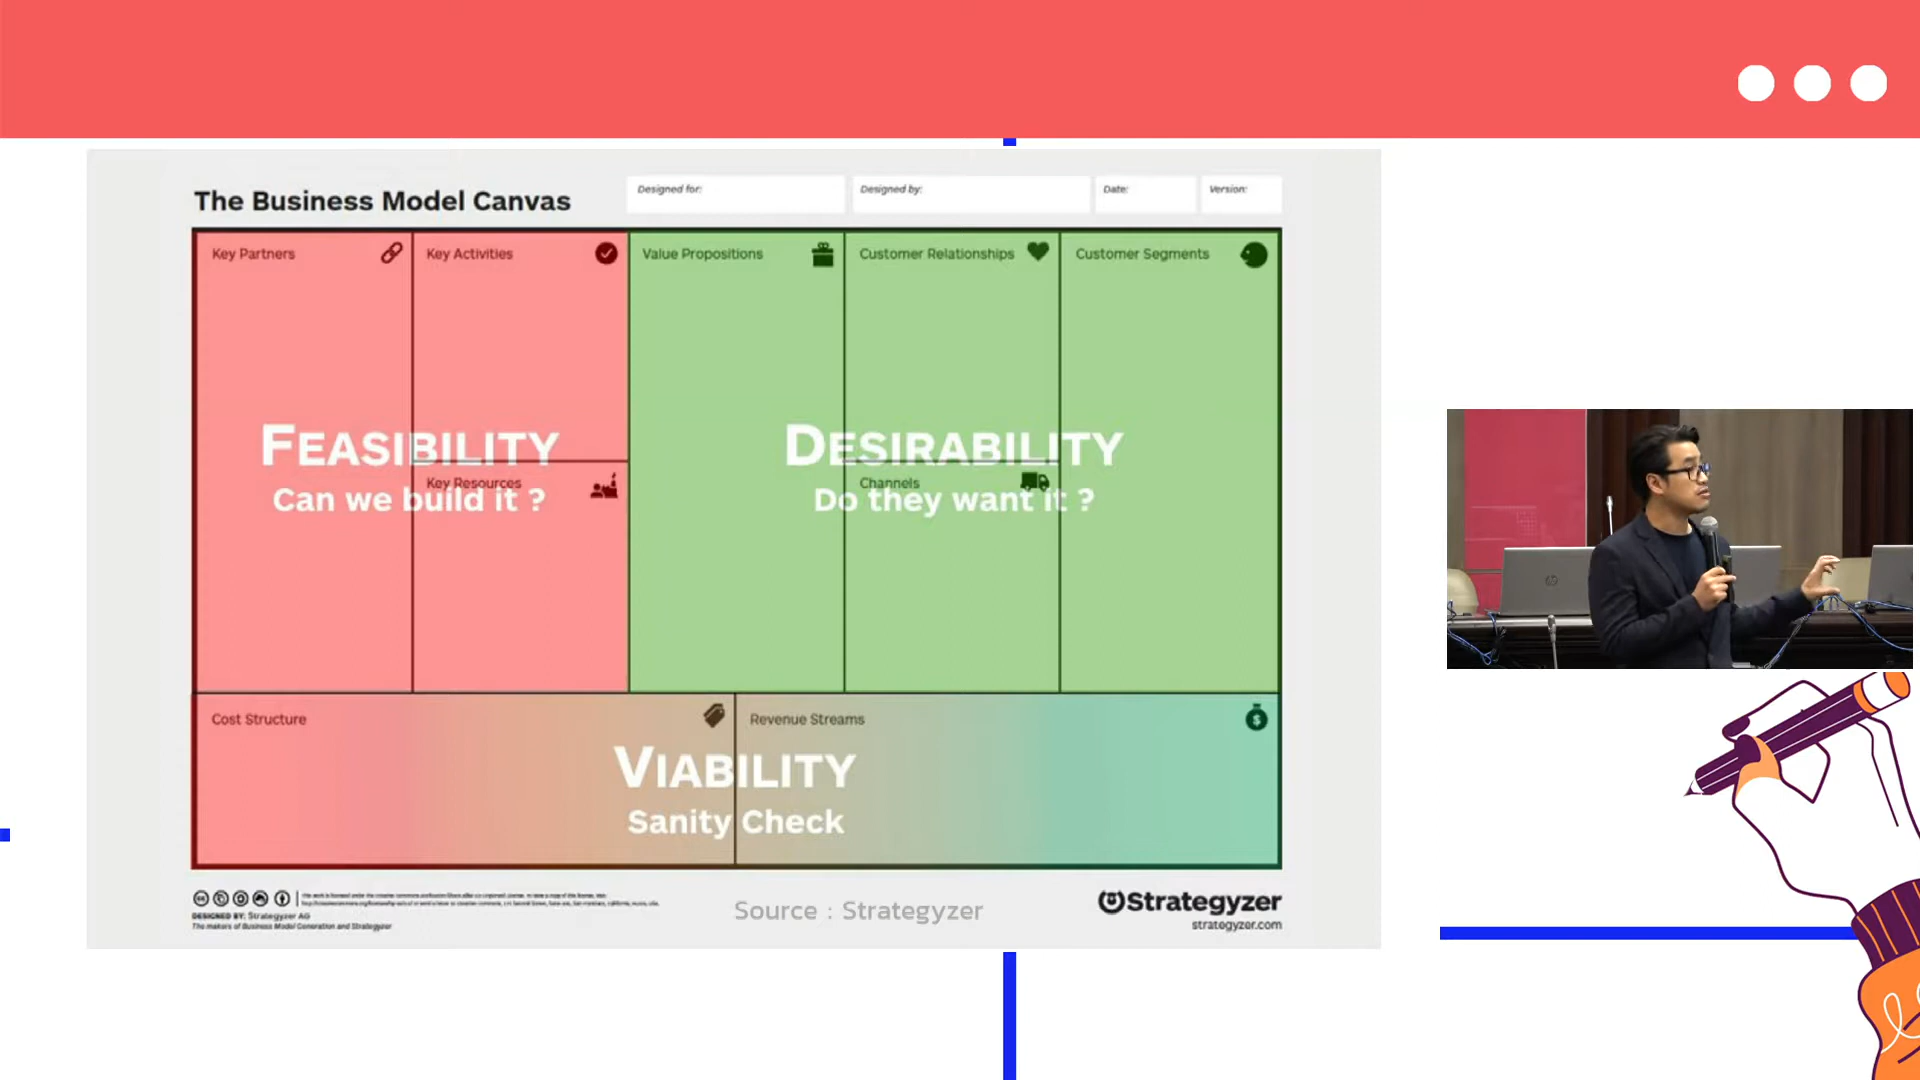 The Business Model Canvas
Designed for:
Designed by:
Date:
Version:
Key Partners
Key Activities
Value Propositions
Customer Relationships
Customer Segments
FEASIBILITY
Can we build it ?
Key Resources
DESIRABILITY
Do they want it ?
Channels
Cost Structure
Revenue Streams
VIABILITY
Sanity Check
DESIGNED BY: Strategyzer AG
The makers of Business Model Generation and Strategyzer
Source : Strategyzer
Strategyzer
strategyzer.com